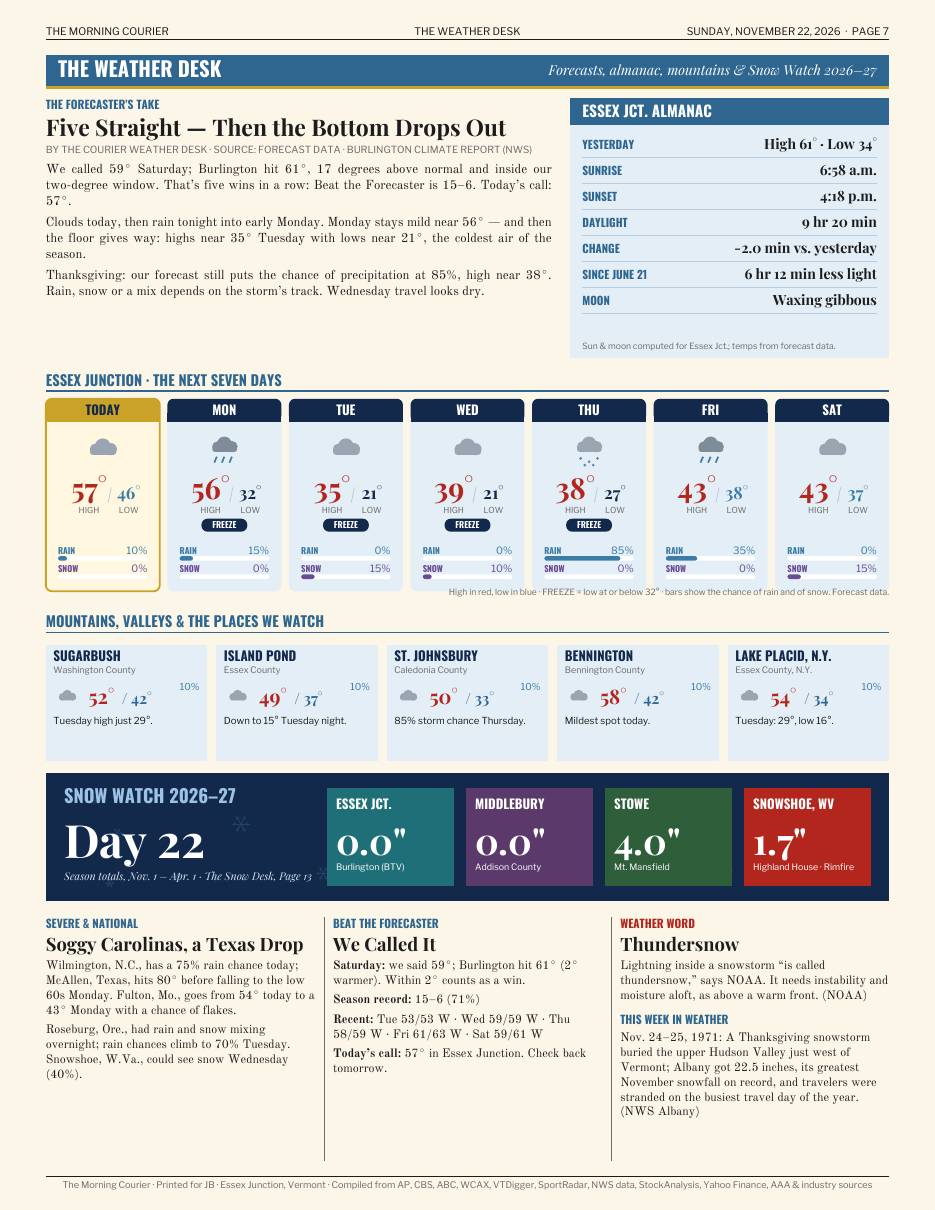 THE MORNING COURIER
THE WEATHER DESK
SUNDAY, NOVEMBER 22, 2026 · PAGE 7
THE WEATHER DESK
Forecasts, almanac, mountains & Snow Watch 2026–27
THE FORECASTER'S TAKE
Five Straight — Then the Bottom Drops Out
BY THE COURIER WEATHER DESK · SOURCE: FORECAST DATA · BURLINGTON CLIMATE REPORT (NWS)
We called 59° Saturday; Burlington hit 61°, 17 degrees above normal and inside our
two-degree window. That's five wins in a row: Beat the Forecaster is 15–6. Today's call:
57°.
Clouds today, then rain tonight into early Monday. Monday stays mild near 56° — and then
the floor gives way: highs near 35° Tuesday with lows near 21°, the coldest air of the
season.
Thanksgiving: our forecast still puts the chance of precipitation at 85%, high near 38°.
Rain, snow or a mix depends on the storm's track. Wednesday travel looks dry.
ESSEX JCT. ALMANAC
YESTERDAY High 61° · Low 34°
SUNRISE 6:58 a.m.
SUNSET 4:18 p.m.
DAYLIGHT 9 hr 20 min
CHANGE -2.0 min vs. yesterday
SINCE JUNE 21 6 hr 12 min less light
MOON Waxing gibbous
Sun & moon computed for Essex Jct.; temps from forecast data.
ESSEX JUNCTION · THE NEXT SEVEN DAYS
TODAY
57° / 46°
HIGH LOW
RAIN 10%
SNOW 0%
MON
56° / 32°
HIGH LOW
FREEZE
RAIN 15%
SNOW 0%
TUE
35° / 21°
HIGH LOW
FREEZE
RAIN 0%
SNOW 15%
WED
39° / 21°
HIGH LOW
FREEZE
RAIN 0%
SNOW 10%
THU
38° / 27°
HIGH LOW
FREEZE
RAIN 85%
SNOW 0%
FRI
43° / 38°
HIGH LOW
RAIN 35%
SNOW 0%
SAT
43° / 37°
HIGH LOW
RAIN 0%
SNOW 15%
High in red, low in blue · FREEZE = low at or below 32° · bars show the chance of rain and of snow. Forecast data.
MOUNTAINS, VALLEYS & THE PLACES WE WATCH
SUGARBUSH
Washington County
52° / 42° 10%
Tuesday high just 29°.
ISLAND POND
Essex County
49° / 37° 10%
Down to 15° Tuesday night.
ST. JOHNSBURY
Caledonia County
50° / 33° 10%
85% storm chance Thursday.
BENNINGTON
Bennington County
58° / 42° 10%
Mildest spot today.
LAKE PLACID, N.Y.
Essex County, N.Y.
54° / 34° 10%
Tuesday: 29°, low 16°.
SNOW WATCH 2026–27
Day 22
Season totals, Nov. 1 – Apr. 1 · The Snow Desk, Page 13
ESSEX JCT.
0.0"
Burlington (BTV)
MIDDLEBURY
0.0"
Addison County
STOWE
4.0"
Mt. Mansfield
SNOWSHOE, WV
1.7"
Highland House · Rimfire
SEVERE & NATIONAL
Soggy Carolinas, a Texas Drop
Wilmington, N.C., has a 75% rain chance today;
McAllen, Texas, hits 80° before falling to the low
60s Monday. Fulton, Mo., goes from 54° today to a
43° Monday with a chance of flakes.
Roseburg, Ore., had rain and snow mixing
overnight; rain chances climb to 70% Tuesday.
Snowshoe, W.Va., could see snow Wednesday
(40%).
BEAT THE FORECASTER
We Called It
Saturday: we said 59°; Burlington hit 61° (2°
warmer). Within 2° counts as a win.
Season record: 15–6 (71%)
Recent: Tue 53/53 W · Wed 59/59 W · Thu
58/59 W · Fri 61/63 W · Sat 59/61 W
Today's call: 57° in Essex Junction. Check back
tomorrow.
WEATHER WORD
Thundersnow
Lightning inside a snowstorm “is called
thundersnow,” says NOAA. It needs instability and
moisture aloft, as above a warm front. (NOAA)
THIS WEEK IN WEATHER
Nov. 24–25, 1971: A Thanksgiving snowstorm
buried the upper Hudson Valley just west of
Vermont; Albany got 22.5 inches, its greatest
November snowfall on record, and travelers were
stranded on the busiest travel day of the year.
(NWS Albany)
The Morning Courier · Printed for JB · Essex Junction, Vermont · Compiled from AP, CBS, ABC, WCAX, VTDigger, SportRadar, NWS data, StockAnalysis, Yahoo Finance, AAA & industry sources